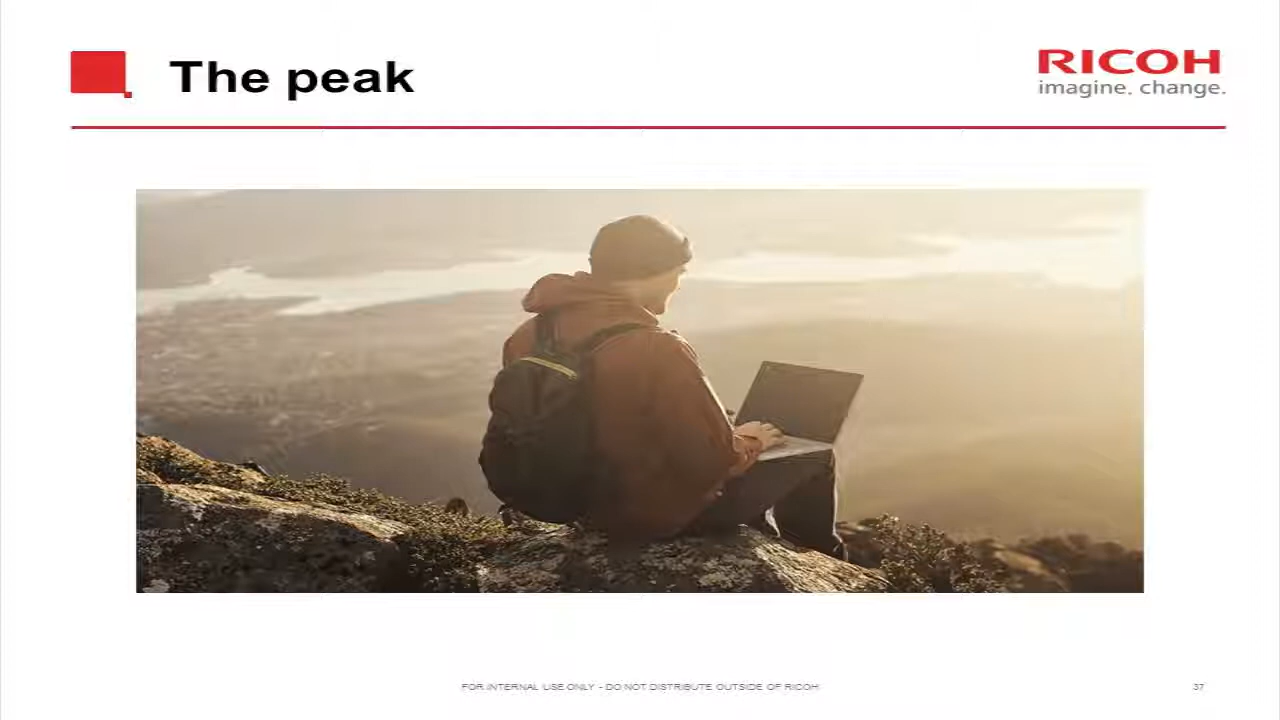 The peak
RICOH
imagine. change.
FOR INTERNAL USE ONLY - DO NOT DISTRIBUTE OUTSIDE OF RICOH
37